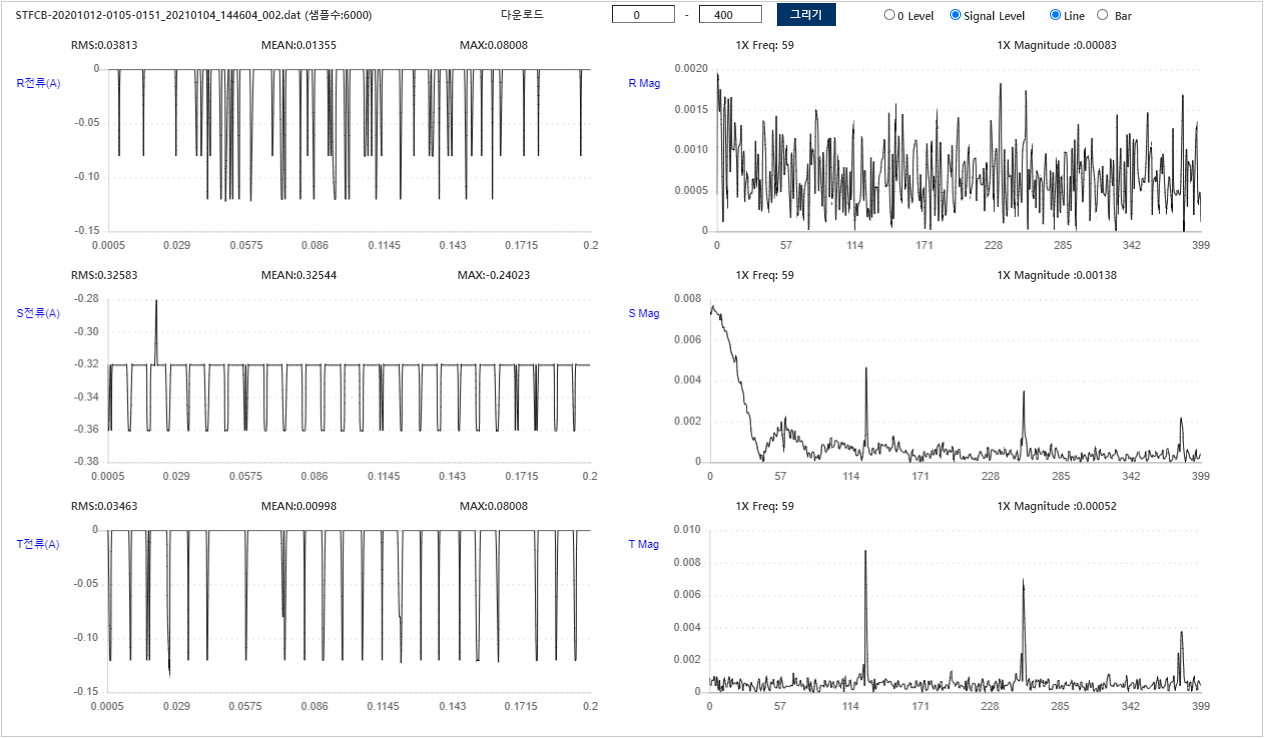 STFCB-20201012-0105-0151_20210104_144604_002.dat (샘플수:6000) 다운로드 0 - 400 그리기 0 Level Signal Level Line Bar
RMS:0.03813 MEAN:0.01355 MAX:0.08008 1X Freq: 59 1X Magnitude :0.00083
R전류(A)
0
-0.05
-0.10
-0.15
0.0005 0.029 0.0575 0.086 0.1145 0.143 0.1715 0.2
R Mag
0.0020
0.0015
0.0010
0.0005
0
0 57 114 171 228 285 342 399
RMS:0.32583 MEAN:0.32544 MAX:-0.24023 1X Freq: 59 1X Magnitude :0.00138
S전류(A)
-0.28
-0.30
-0.32
-0.34
-0.36
-0.38
0.0005 0.029 0.0575 0.086 0.1145 0.143 0.1715 0.2
S Mag
0.008
0.006
0.004
0.002
0
0 57 114 171 228 285 342 399
RMS:0.03463 MEAN:0.00998 MAX:0.08008 1X Freq: 59 1X Magnitude :0.00052
T전류(A)
0
-0.05
-0.10
-0.15
0.0005 0.029 0.0575 0.086 0.1145 0.143 0.1715 0.2
T Mag
0.010
0.008
0.006
0.004
0.002
0
0 57 114 171 228 285 342 399